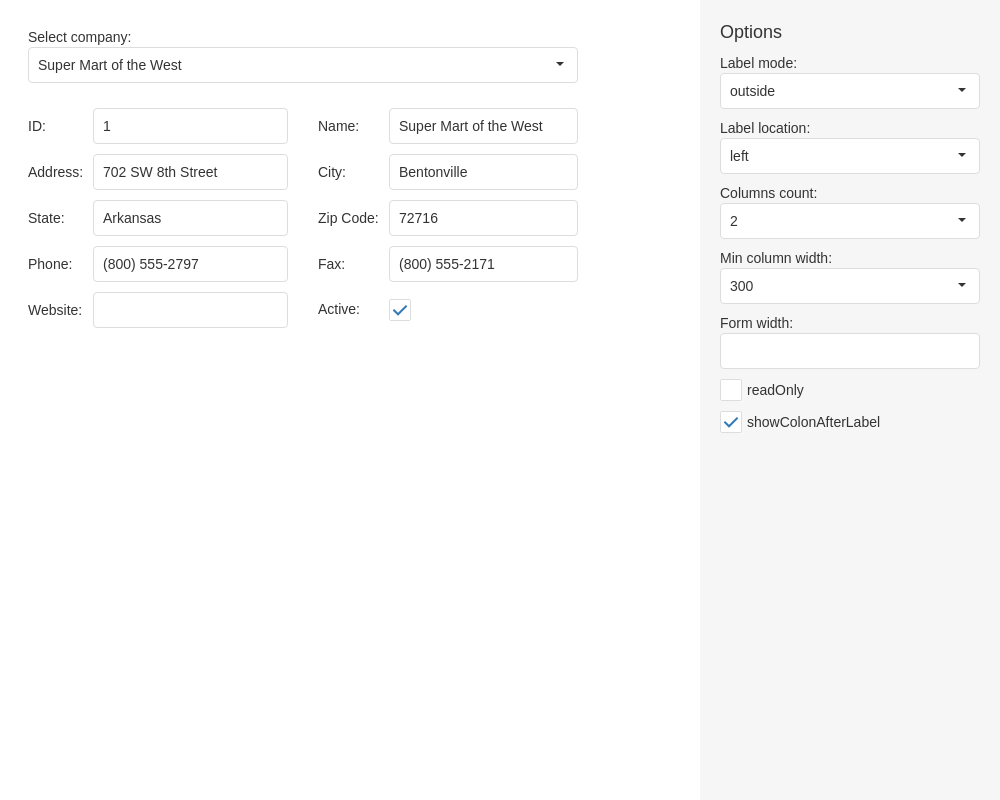 Select company:
Super Mart of the West
ID: 1 Name: Super Mart of the West
Address: 702 SW 8th Street City: Bentonville
State: Arkansas Zip Code: 72716
Phone: (800) 555-2797 Fax: (800) 555-2171
Website: Active:
Options
Label mode:
outside
Label location:
left
Columns count:
2
Min column width:
300
Form width:
readOnly
showColonAfterLabel